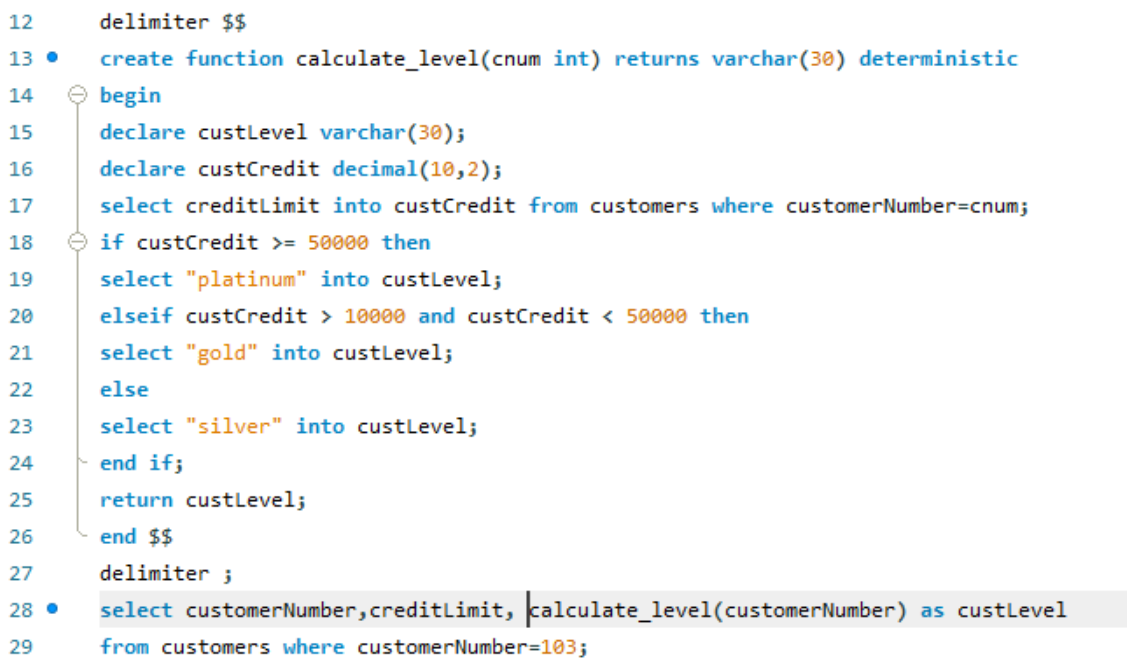 12 delimiter $$
13 create function calculate_level(cnum int) returns varchar(30) deterministic
14 begin
15 declare custLevel varchar(30);
16 declare custCredit decimal(10,2);
17 select creditLimit into custCredit from customers where customerNumber=cnum;
18 if custCredit >= 50000 then
19 select "platinum" into custLevel;
20 elseif custCredit > 10000 and custCredit < 50000 then
21 select "gold" into custLevel;
22 else
23 select "silver" into custLevel;
24 end if;
25 return custLevel;
26 end $$
27 delimiter ;
28 select customerNumber,creditLimit, calculate_level(customerNumber) as custLevel
29 from customers where customerNumber=103;